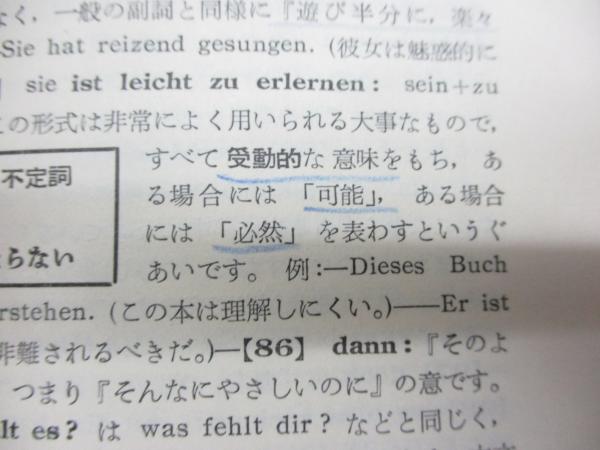 なく、一般の副詞と同様に『遊び半分に、楽々
Sie hat reizend gesungen. (彼女は魅惑的に
sie ist leicht zu erlernen: sein+zu
この形式は非常によく用いられる大事なもので,
すべて受動的な意味をもち, あ
不定詞
る場合には 「可能」, ある場合
には 「必然」 を表わすというぐ
らない
あいです。 例:—Dieses Buch
rstehen. (この本は理解しにくい。)——Er ist
非難されるべきだ。)—【86】 dann: 『そのよ
つまり『そんなにやさしいのに』の意です。
lt es? は was fehlt dir? などと同じく,